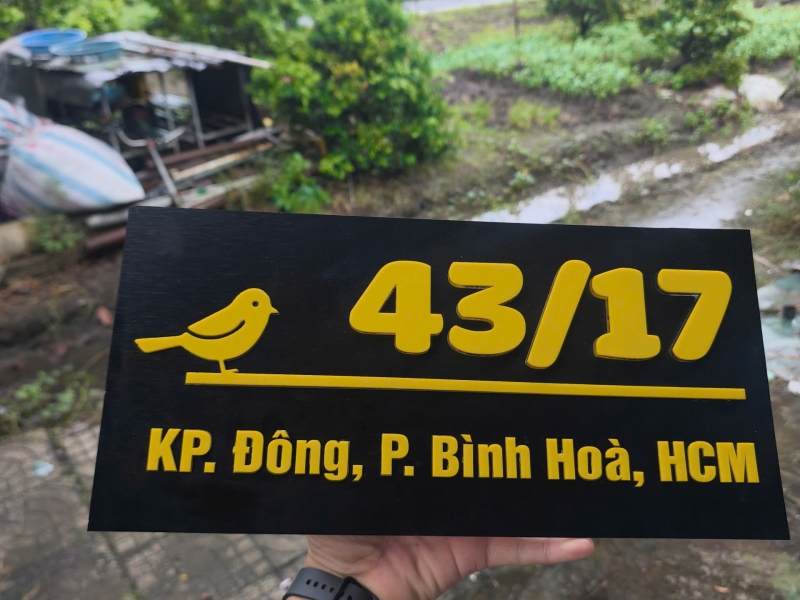 43/17
KP. Đông, P. Bình Hoà, HCM